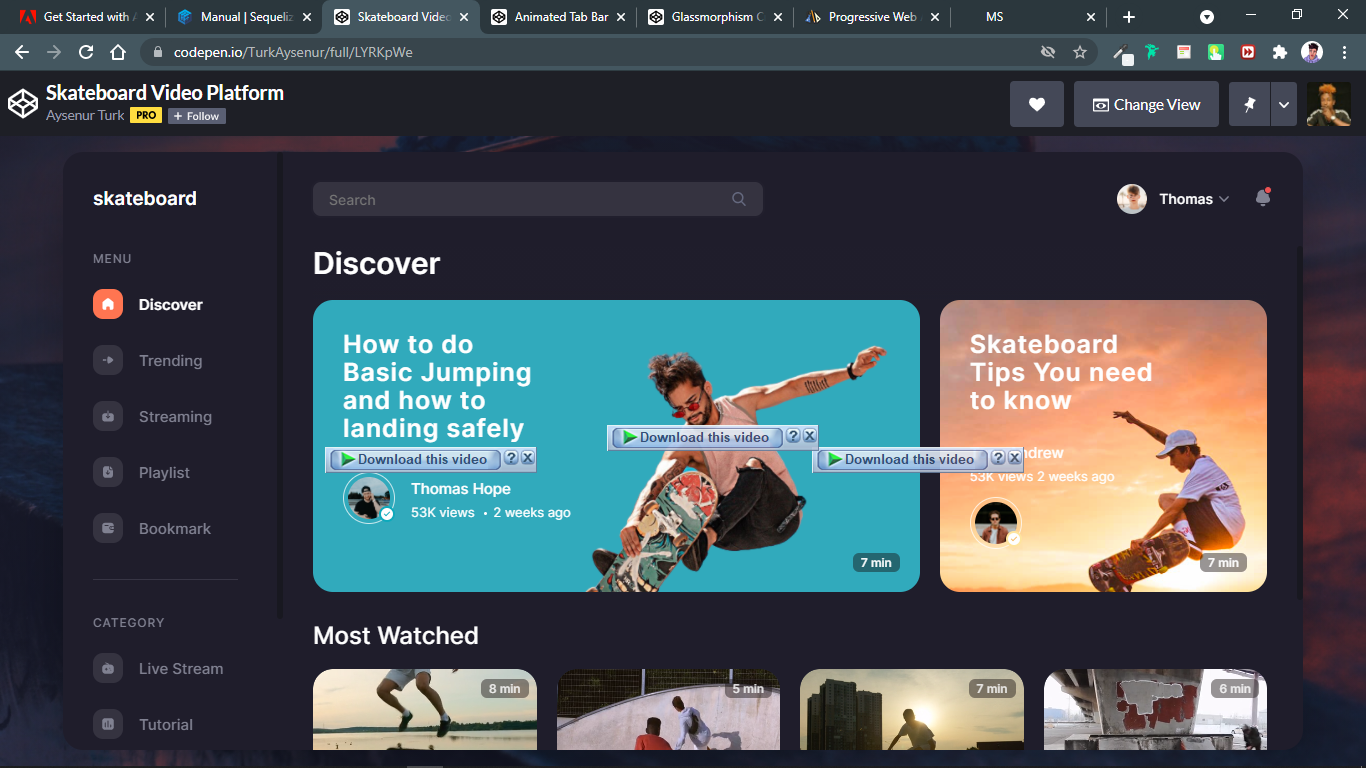 Get Started with A
Manual | Sequeliz
Skateboard Video
Animated Tab Bar
Glassmorphism C
Progressive Web
MS
codepen.io/TurkAysenur/full/LYRKpWe
Skateboard Video Platform
Aysenur Turk PRO + Follow
Change View
skateboard
Search
Thomas
MENU
Discover
Trending
Streaming
Playlist
Bookmark
CATEGORY
Live Stream
Tutorial
Discover
How to do
Basic Jumping
and how to
landing safely
Download this video ? X
Thomas Hope
53K views • 2 weeks ago
7 min
Download this video ? X
Skateboard
Tips You need
to know
Download this video ? X
ndrew
53K views 2 weeks ago
7 min
Most Watched
8 min
5 min
7 min
6 min